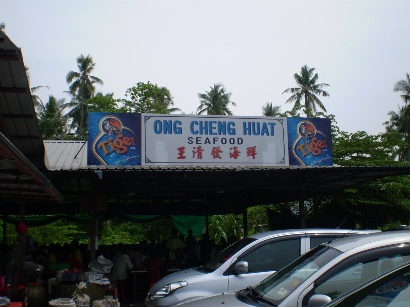 ONG CHENG HUAT
SEAFOOD
王清發海鮮
Tiger
Tiger